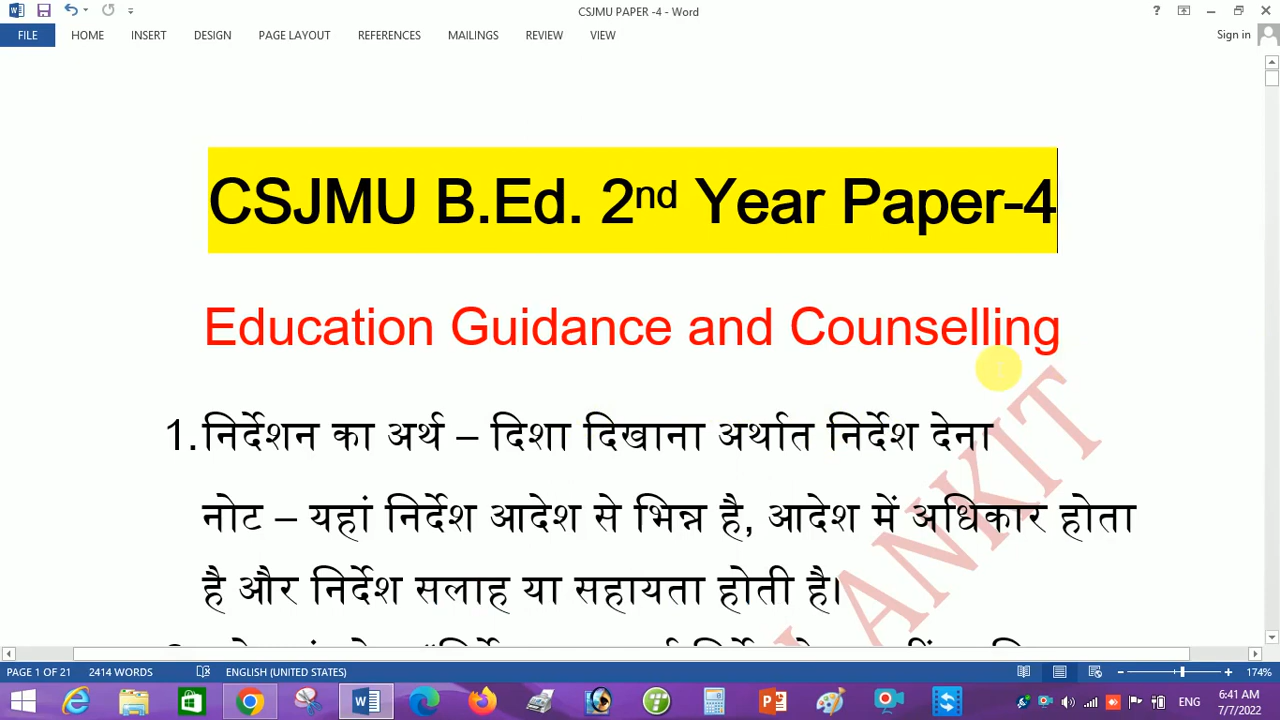 CSJMU PAPER -4 - Word
FILE HOME INSERT DESIGN PAGE LAYOUT REFERENCES MAILINGS REVIEW VIEW Sign in
CSJMU B.Ed. 2nd Year Paper-4
Education Guidance and Counselling
1. निर्देशन का अर्थ – दिशा दिखाना अर्थात निर्देश देना
नोट – यहां निर्देश आदेश से भिन्न है, आदेश में अधिकार होता
है और निर्देश सलाह या सहायता होती है।
ANKIT
PAGE 1 OF 21 2414 WORDS ENGLISH (UNITED STATES) 174%
ENG 6:41 AM
7/7/2022